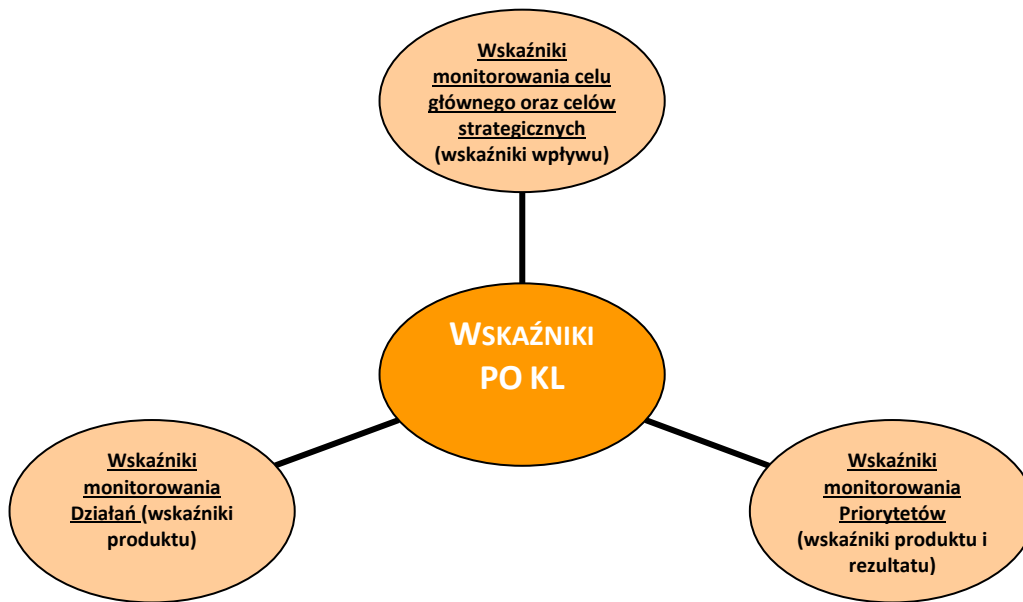 Wskaźniki
monitorowania celu
głównego oraz celów
strategicznych
(wskaźniki wpływu)
WSKAŹNIKI
PO KL
Wskaźniki
monitorowania
Działań (wskaźniki
produktu)
Wskaźniki
monitorowania
Priorytetów
(wskaźniki produktu i
rezultatu)